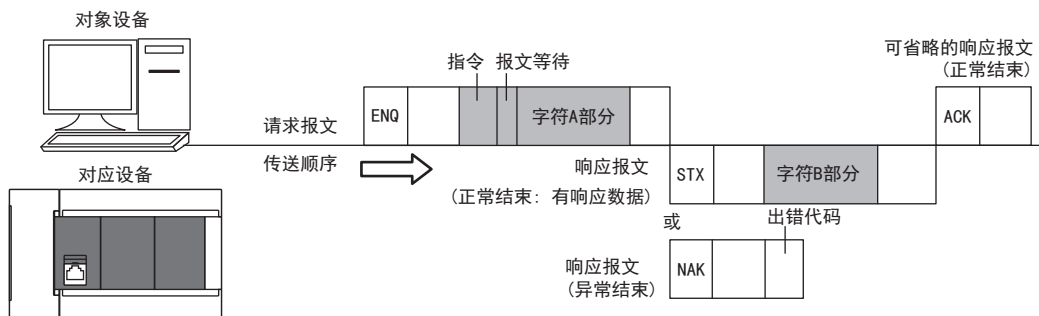 对象设备
可省略的响应报文
(正常结束)
指令 报文等待
ENQ
字符A部分
ACK
请求报文
传送顺序
对应设备
响应报文
(正常结束: 有响应数据)
STX
字符B部分
或
出错代码
响应报文
(异常结束)
NAK